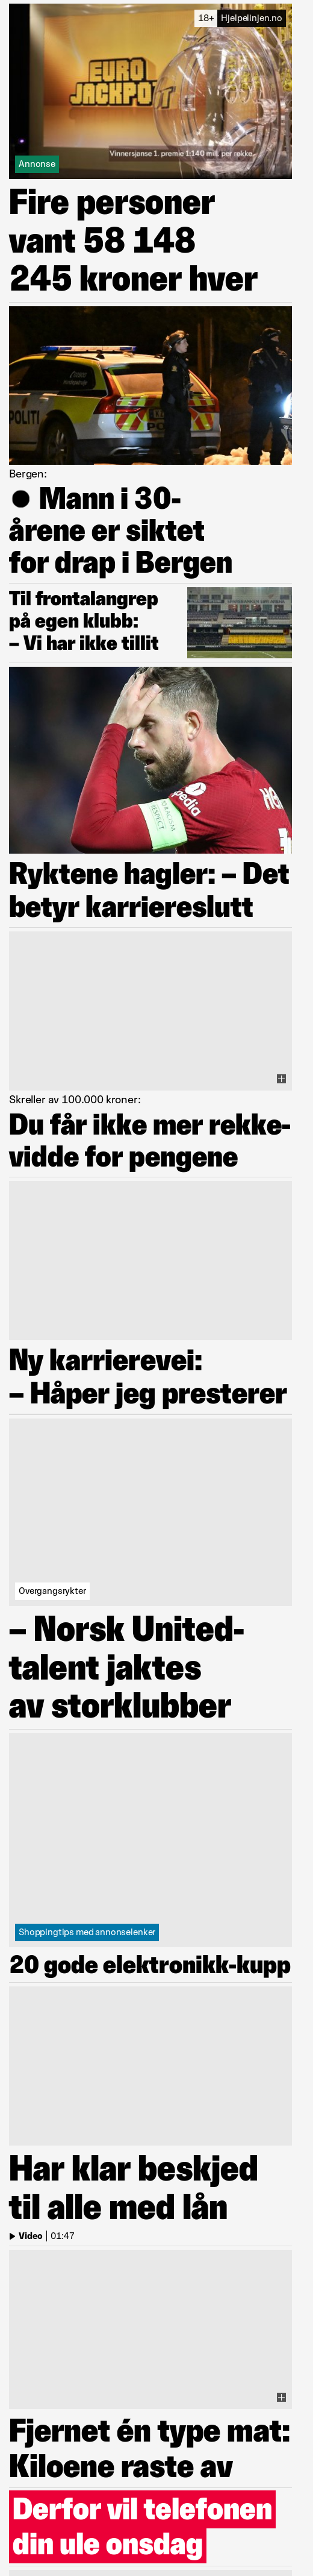 18+ Hjelpelinjen.no
EURO
JACKPOT
Vinnersjanse 1. premie 1:140 mill. per rekke.
Annonse
Fire personer
vant 58 148
245 kroner hver
POLITI
Bergen:
● Mann i 30-
årene er siktet
for drap i Bergen
Til frontalangrep
på egen klubb:
– Vi har ikke tillit
Ryktene hagler: – Det
betyr karriereslutt
Skreller av 100.000 kroner:
Du får ikke mer rekke-
vidde for pengene
Ny karrierevei:
– Håper jeg presterer
Overgangsrykter
– Norsk United-
talent jaktes
av storklubber
Shoppingtips med annonselenker
20 gode elektronikk-kupp
Har klar beskjed
til alle med lån
Video | 01:47
Fjernet én type mat:
Kiloene raste av
Derfor vil telefonen
din ule onsdag